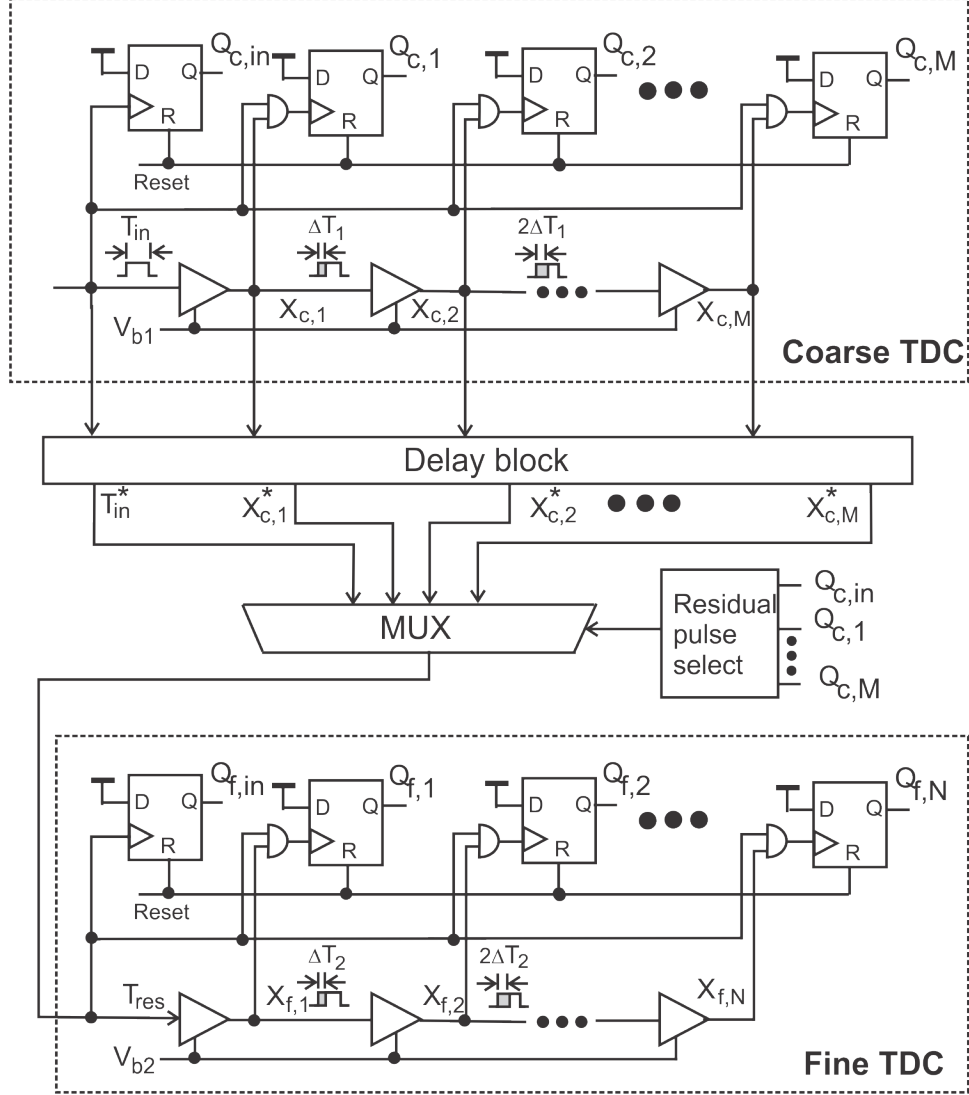 Q_c,in Q_c,1 Q_c,2 Q_c,M
D Q D Q D Q D Q
R R R R
Reset
T_in ΔT_1 2ΔT_1
X_c,1 X_c,2 X_c,M
V_b1
Coarse TDC
Delay block
T*_in X*_c,1 X*_c,2 X*_c,M
MUX
Residual
pulse
select
Q_c,in
Q_c,1
Q_c,M
Q_f,in Q_f,1 Q_f,2 Q_f,N
D Q D Q D Q D Q
R R R R
Reset
ΔT_2 2ΔT_2
T_res X_f,1 X_f,2 X_f,N
V_b2
Fine TDC